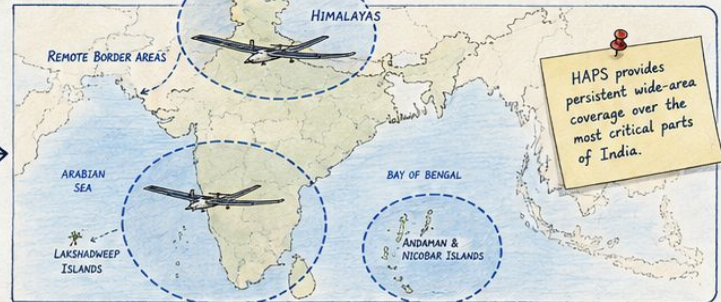 HIMALAYAS
REMOTE BORDER AREAS
HAPS provides
persistent wide-area
coverage over the
most critical parts
of India.
ARABIAN
SEA
BAY OF BENGAL
LAKSHADWEEP
ISLANDS
ANDAMAN &
NICOBAR ISLANDS